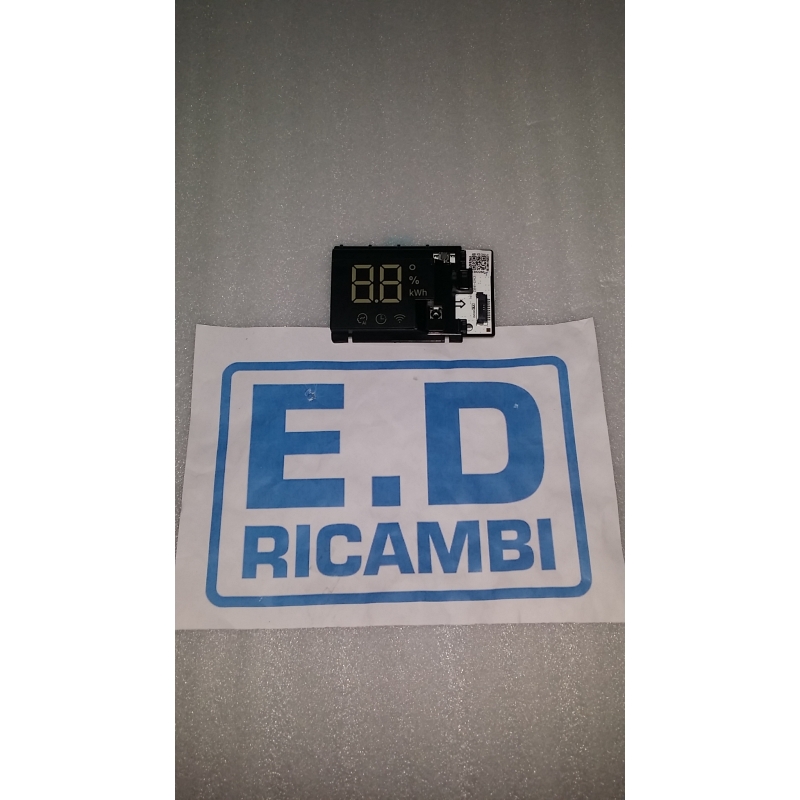 8.8 °
%
kWh
E.D
RICAMBI